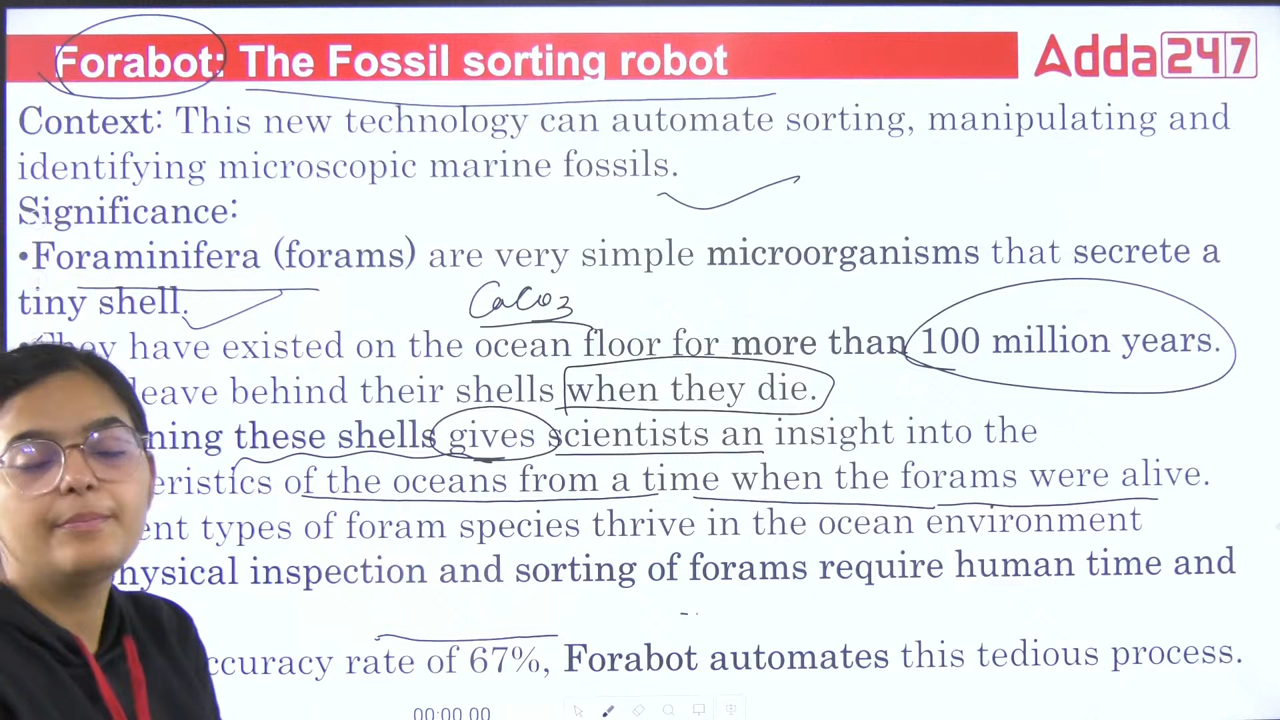 Forabot: The Fossil sorting robot
Adda247
Context: This new technology can automate sorting, manipulating and
identifying microscopic marine fossils.
Significance:
•Foraminifera (forams) are very simple microorganisms that secrete a
tiny shell.
CaCO3
have existed on the ocean floor for more than 100 million years.
leave behind their shells when they die.
these shells gives scientists an insight into the
of the oceans from a time when the forams were alive.
types of foram species thrive in the ocean environment
inspection and sorting of forams require human time and
rate of 67%, Forabot automates this tedious process.
00:00.00